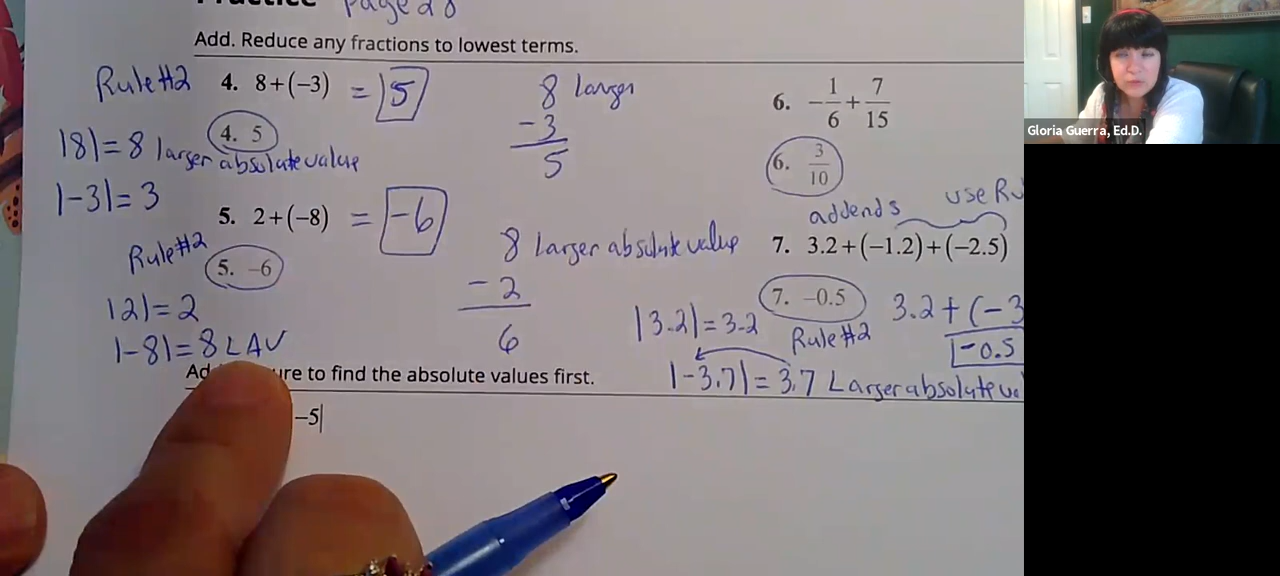 Practice page 28
Add. Reduce any fractions to lowest terms.
Rule #2 4. 8+(−3) = 5
4. 5
|8|=8 larger absolute value
|-3|=3
8 larger
-3
5
5. 2+(−8) = -6
Rule #2
5. −6
|2|=2
|-8|=8 LAV
8 Larger absolute value
-2
6
6. −1/6 + 7/15
6. 3/10
addends use Ru
7. 3.2+(−1.2)+(−2.5)
7. −0.5
3.2+(-3
-0.5
|3.2|=3.2 Rule #2
|-3.7|=3.7 Larger absolute va
ure to find the absolute values first.
−5|
Gloria Guerra, Ed.D.